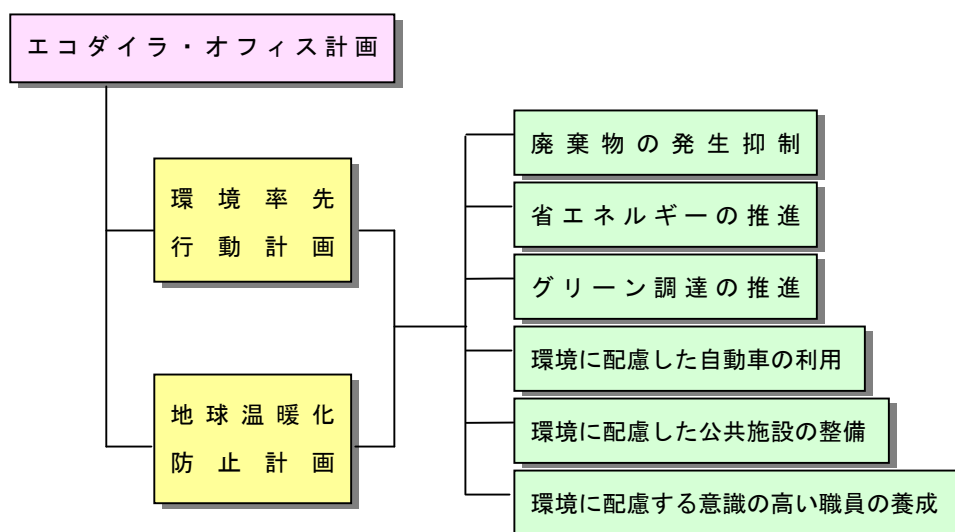 エコダイラ・オフィス計画
環境率先
行動計画
地球温暖化
防止計画
廃棄物の発生抑制
省エネルギーの推進
グリーン調達の推進
環境に配慮した自動車の利用
環境に配慮した公共施設の整備
環境に配慮する意識の高い職員の養成